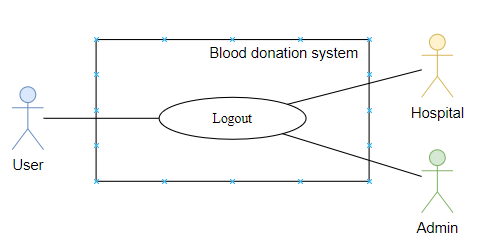 Blood donation system
Logout
Hospital
User
Admin